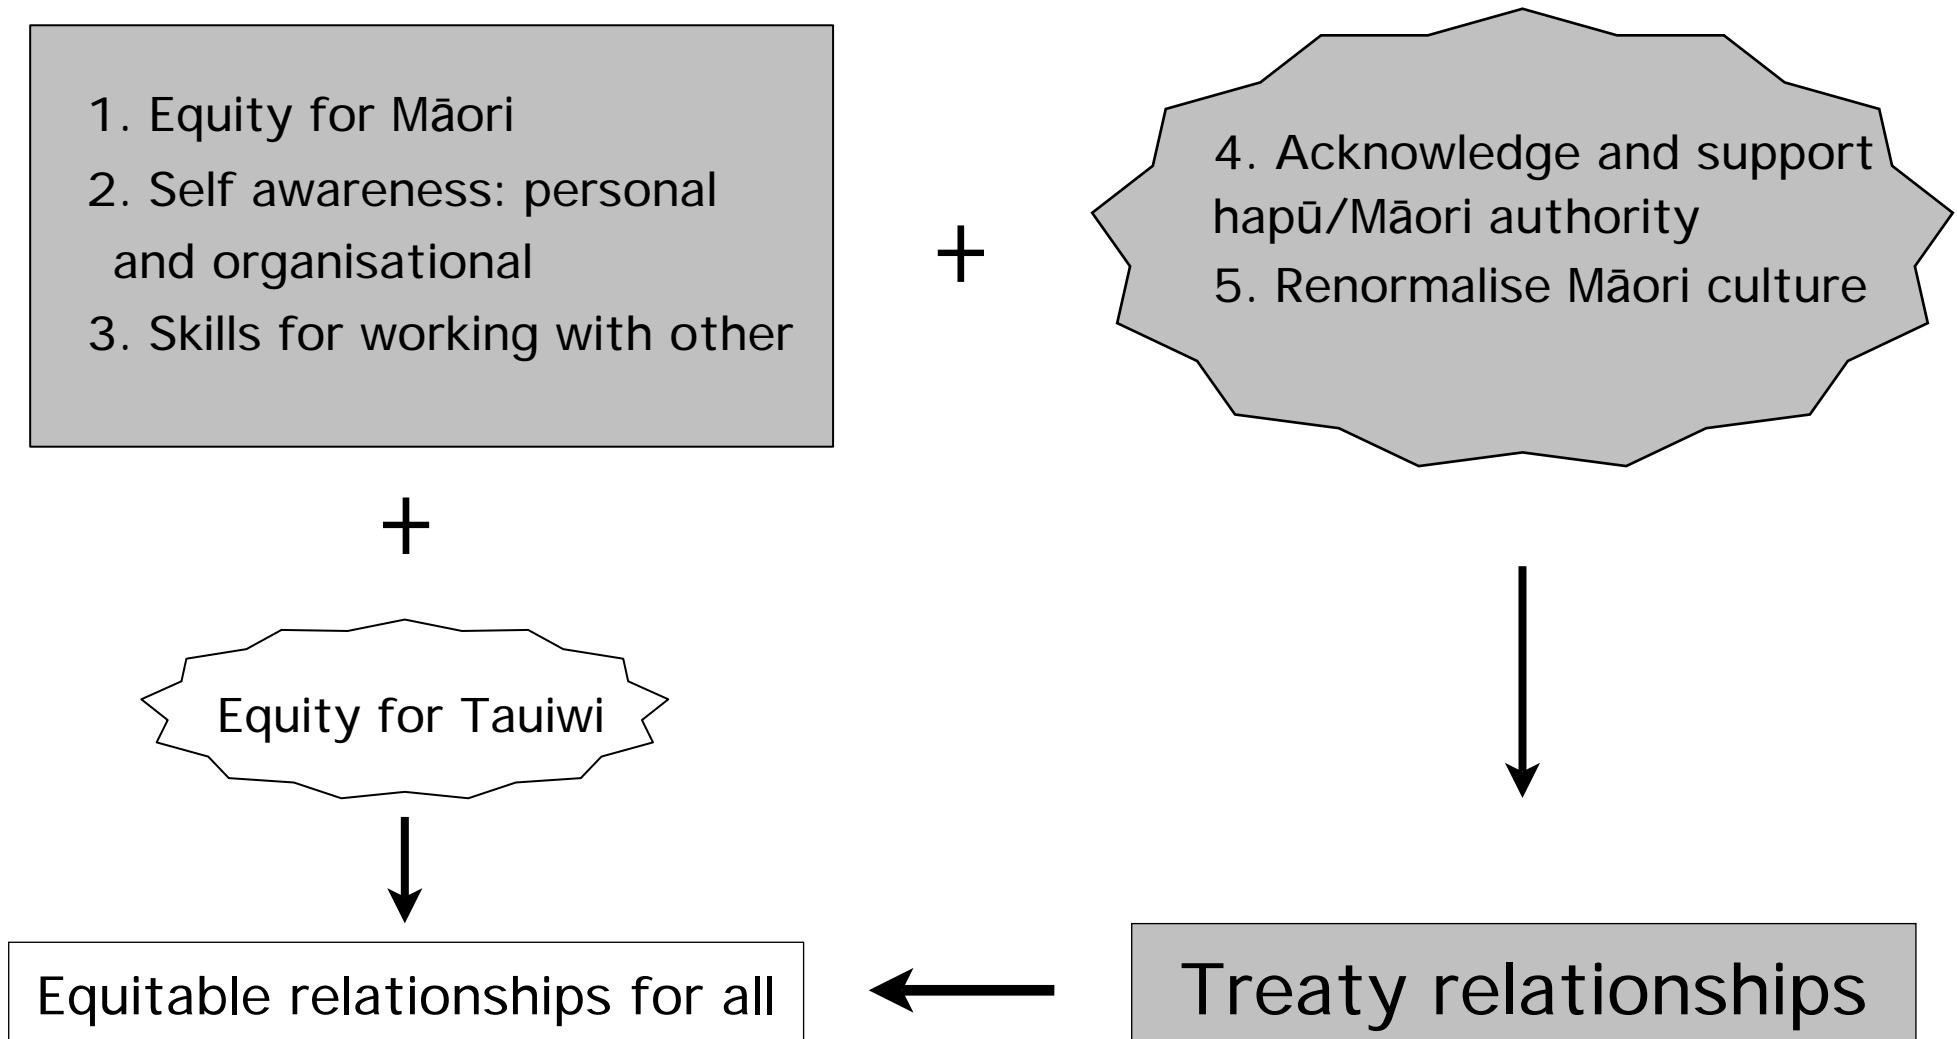 1. Equity for Māori
2. Self awareness: personal
and organisational
3. Skills for working with other
+
4. Acknowledge and support
hapū/Māori authority
5. Renormalise Māori culture
+
Equity for Tauiwi
Equitable relationships for all
Treaty relationships